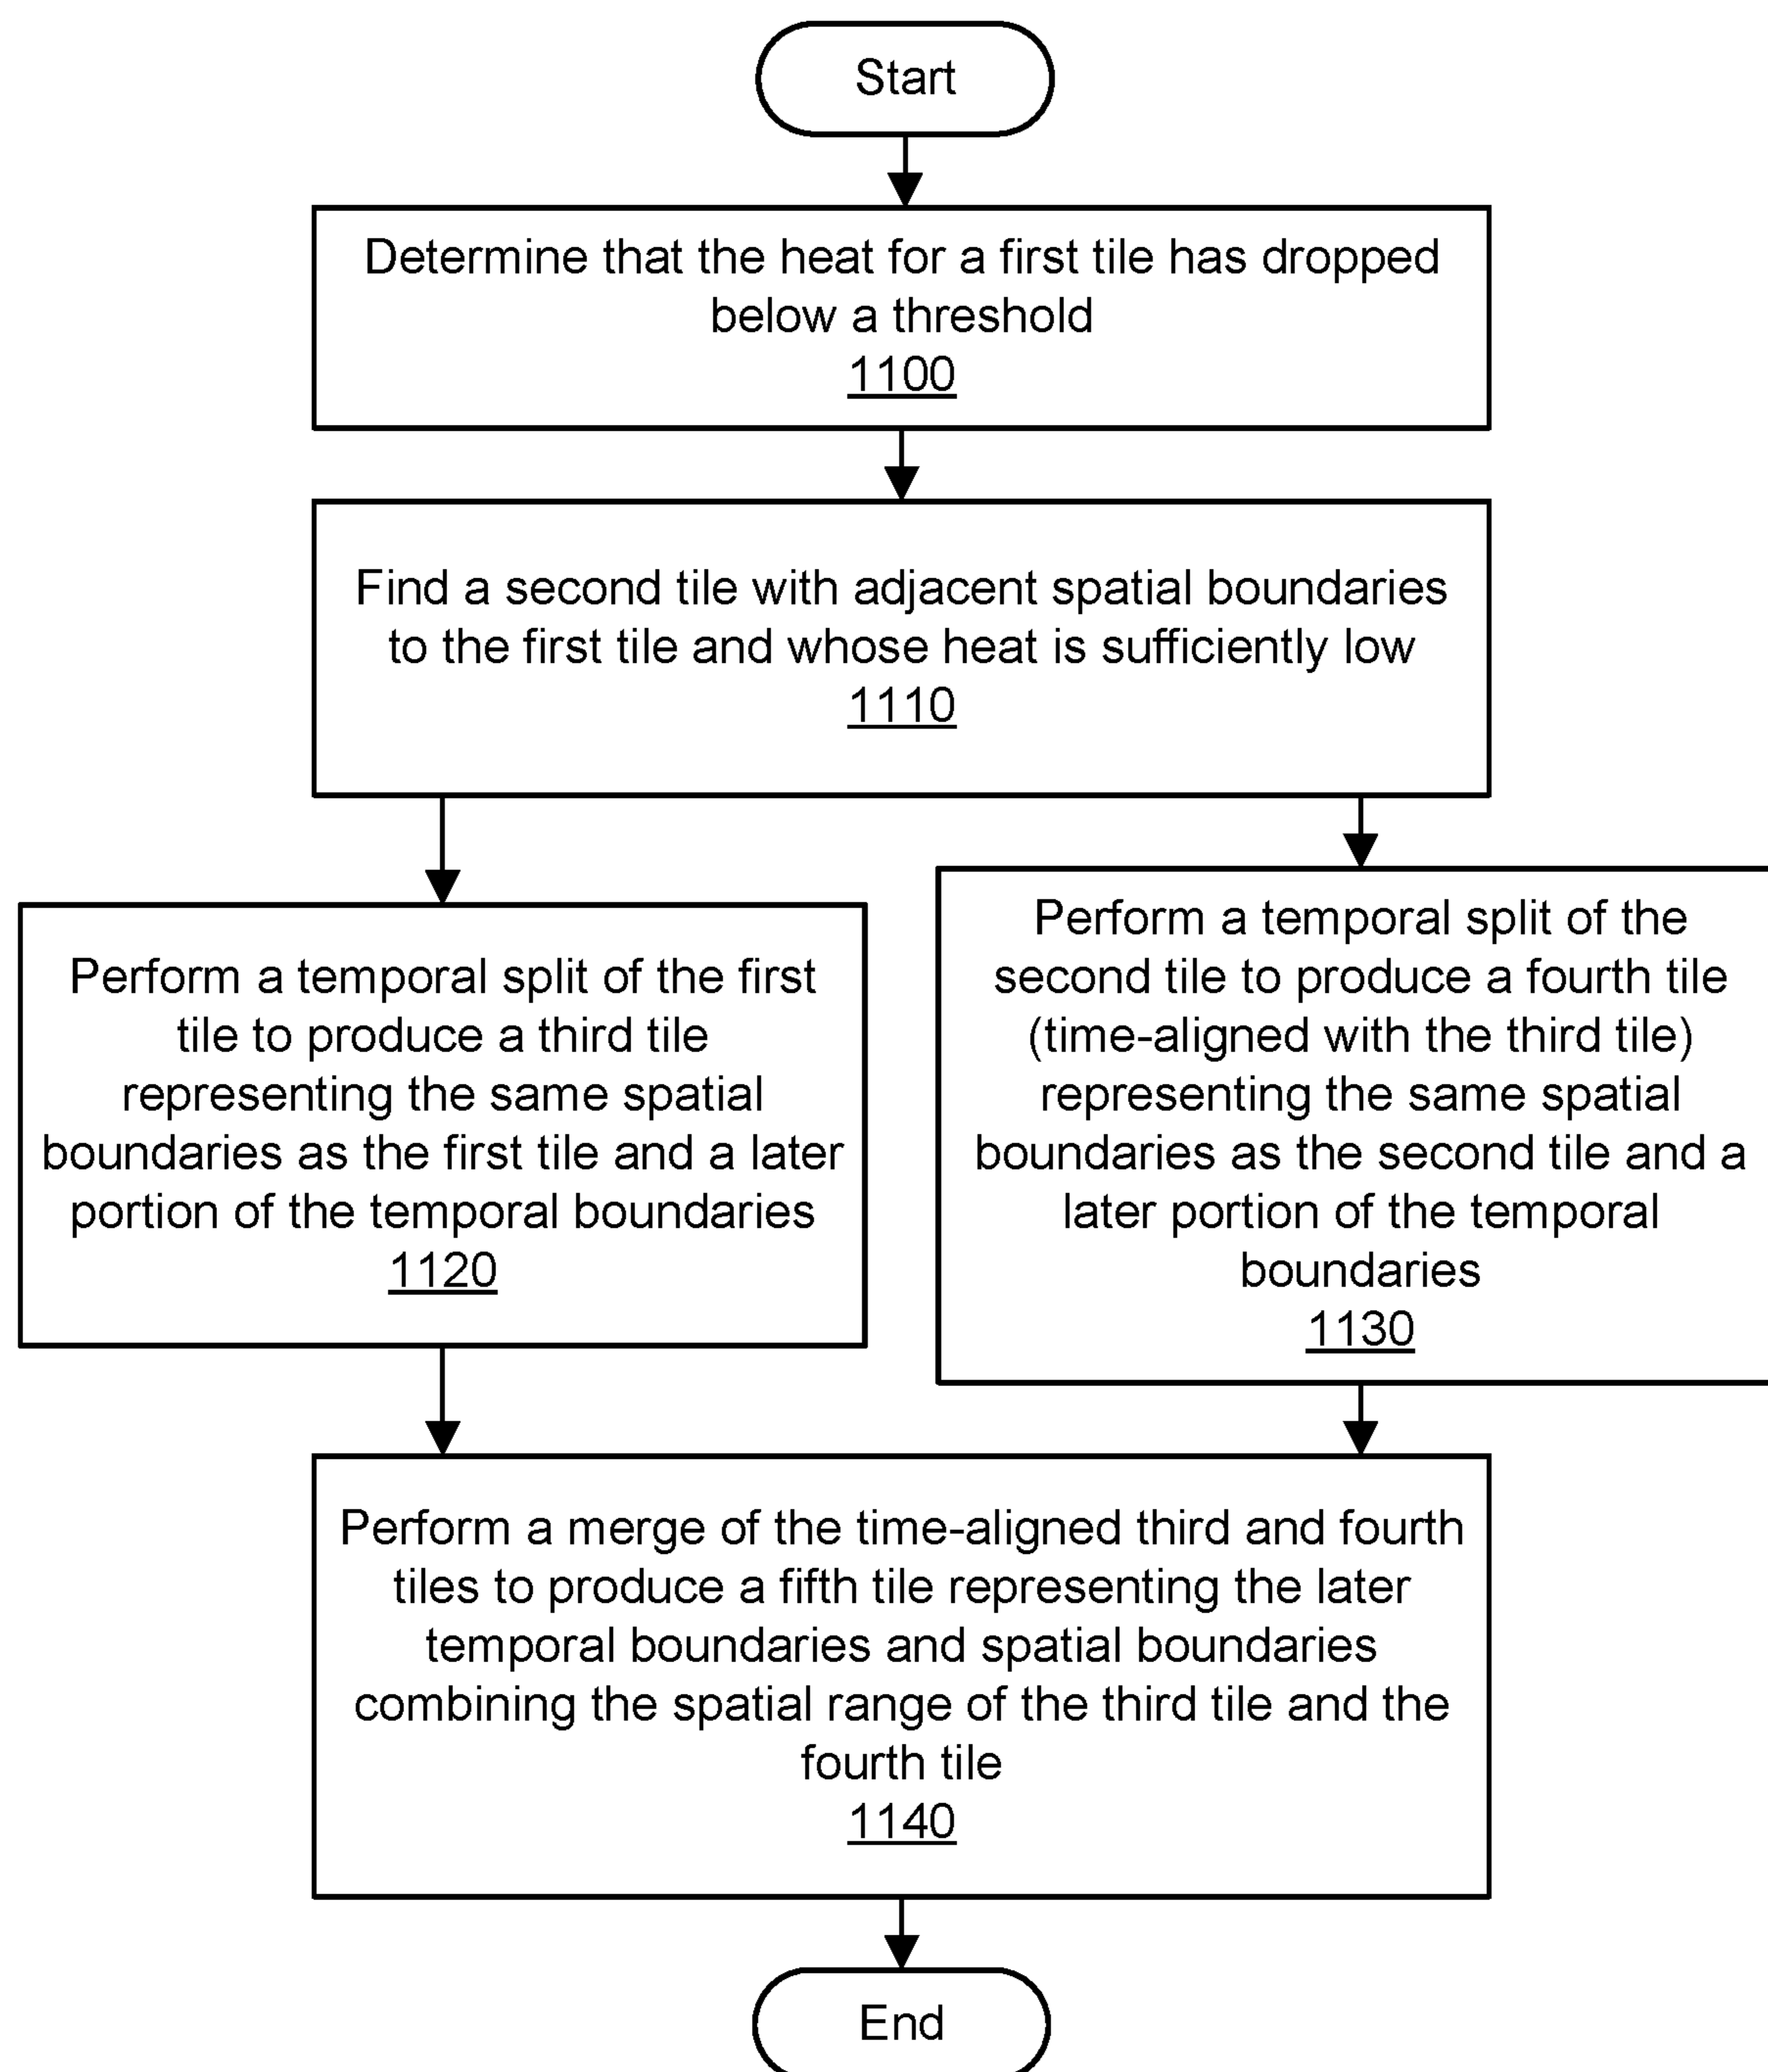 Start
Determine that the heat for a first tile has dropped
below a threshold
1100
Find a second tile with adjacent spatial boundaries
to the first tile and whose heat is sufficiently low
1110
Perform a temporal split of the first
tile to produce a third tile
representing the same spatial
boundaries as the first tile and a later
portion of the temporal boundaries
1120
Perform a temporal split of the
second tile to produce a fourth tile
(time-aligned with the third tile)
representing the same spatial
boundaries as the second tile and a
later portion of the temporal
boundaries
1130
Perform a merge of the time-aligned third and fourth
tiles to produce a fifth tile representing the later
temporal boundaries and spatial boundaries
combining the spatial range of the third tile and the
fourth tile
1140
End